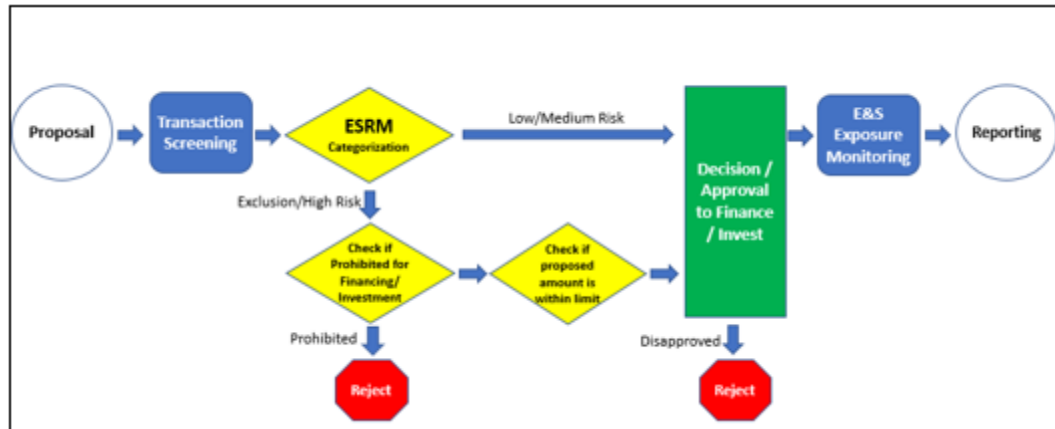 Proposal
Transaction
Screening
ESRM
Categorization
Low/Medium Risk
Decision /
Approval
to Finance
/ Invest
E&S
Exposure
Monitoring
Reporting
Exclusion/High Risk
Check if
Prohibited for
Financing/
Investment
Check if
proposed
amount is
within limit
Prohibited
Reject
Disapproved
Reject